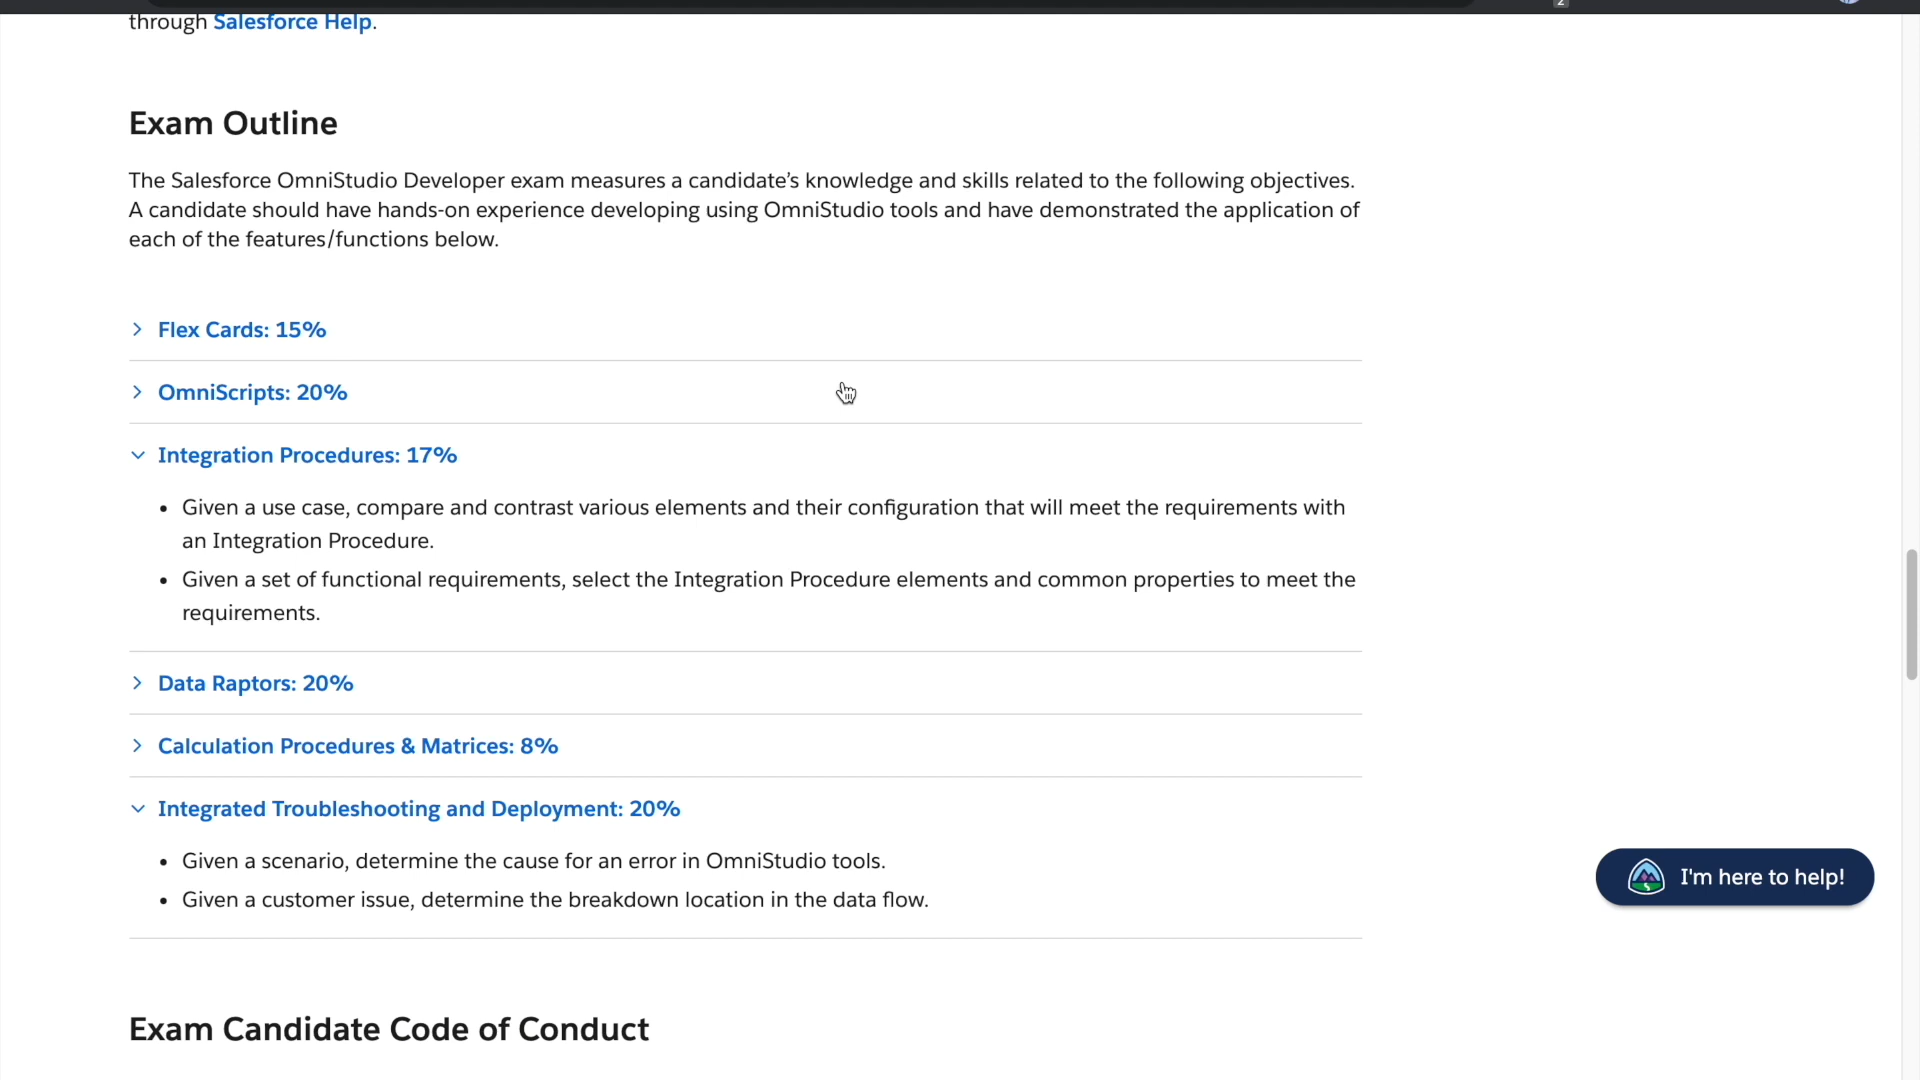 through Salesforce Help.
Exam Outline
The Salesforce OmniStudio Developer exam measures a candidate’s knowledge and skills related to the following objectives.
A candidate should have hands-on experience developing using OmniStudio tools and have demonstrated the application of
each of the features/functions below.
Flex Cards: 15%
OmniScripts: 20%
Integration Procedures: 17%
• Given a use case, compare and contrast various elements and their configuration that will meet the requirements with
an Integration Procedure.
• Given a set of functional requirements, select the Integration Procedure elements and common properties to meet the
requirements.
Data Raptors: 20%
Calculation Procedures & Matrices: 8%
Integrated Troubleshooting and Deployment: 20%
• Given a scenario, determine the cause for an error in OmniStudio tools.
• Given a customer issue, determine the breakdown location in the data flow.
I'm here to help!
Exam Candidate Code of Conduct